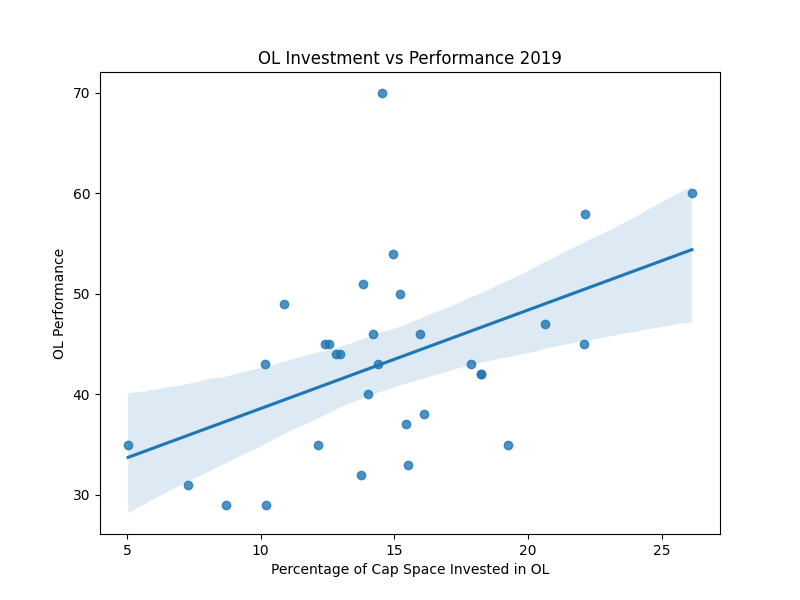 OL Investment vs Performance 2019
70
60
50
40
30
OL Performance
5 10 15 20 25
Percentage of Cap Space Invested in OL